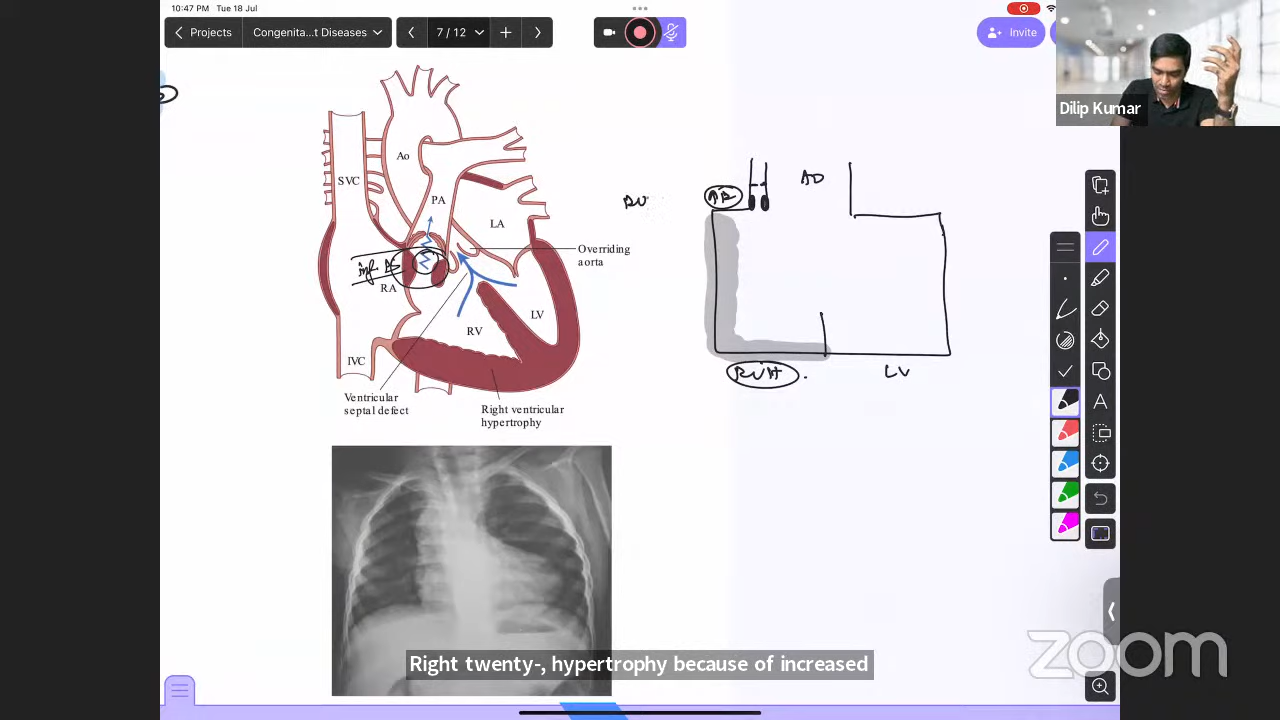 10:47 PM Tue 18 Jul
Projects
Congenita...t Diseases
7 / 12
Invite
Dilip Kumar
Ao
SVC
PA
LA
Overriding
aorta
RA
LV
RV
IVC
Ventricular
septal defect
Right ventricular
hypertrophy
AO
RVH
LV
A
Right twenty-, hypertrophy because of increased
zoom